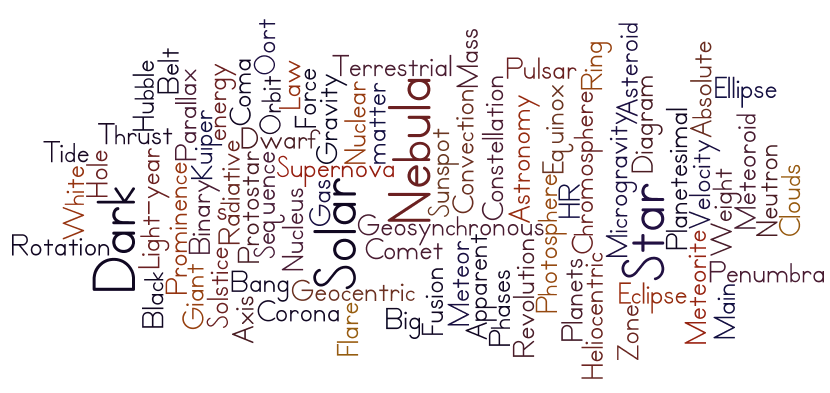 Tide
Thrust
Hubble
Belt
Parallax
Kuiper
energy
Coma
Oort
Orbit
Law
Force
Gravity
Terrestrial
Nuclear
matter
Mass
Pulsar
Ring
Asteroid
Absolute
Ellipse
White
Hole
Dark
Light-year
Prominence
Binary
Radiative
Dwarf
Protostar
Sequence
Supernova
Gas
Solar
Nebula
Sunspot
Convection
Constellation
Astronomy
Equinox
Photosphere
HR
Chromosphere
Microgravity
Diagram
Star
Planetesimal
Velocity
Weight
Meteoroid
Neutron
Clouds
Rotation
Nucleus
Geosynchronous
Comet
Black
Giant
Solstice
Axis
Bang
Corona
Geocentric
Flare
Big
Fusion
Meteor
Apparent
Phases
Revolution
Planets
Heliocentric
Zone
Eclipse
Meteorite
Main
Penumbra